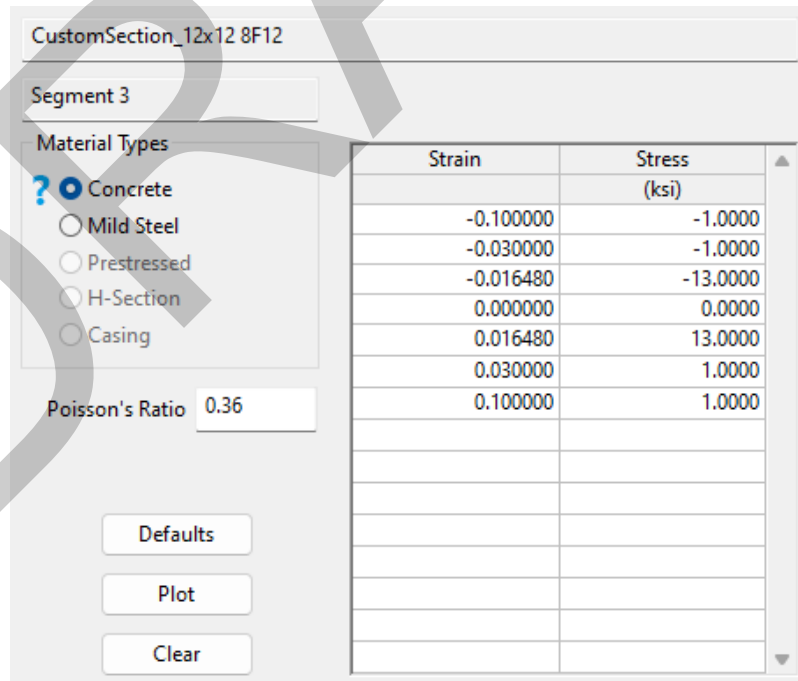 CustomSection_12x12 8F12
Segment 3
Material Types
? Concrete
Mild Steel
Prestressed
H-Section
Casing
Poisson's Ratio 0.36
Defaults
Plot
Clear
Strain Stress
(ksi)
-0.100000 -1.0000
-0.030000 -1.0000
-0.016480 -13.0000
0.000000 0.0000
0.016480 13.0000
0.030000 1.0000
0.100000 1.0000